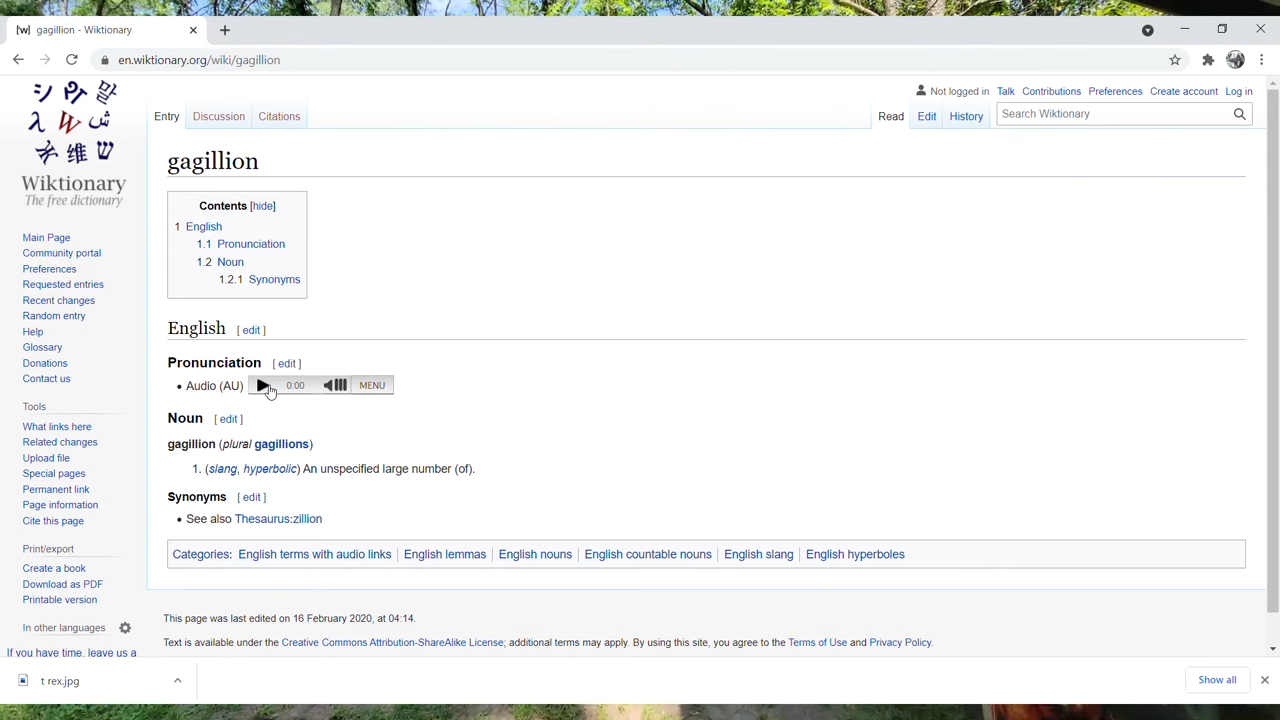 [w] gagillion - Wiktionary
en.wiktionary.org/wiki/gagillion
Not logged in Talk Contributions Preferences Create account Log in
Entry Discussion Citations Read Edit History Search Wiktionary
W
维 ש
Wiktionary
The free dictionary
Main Page
Community portal
Preferences
Requested entries
Recent changes
Random entry
Help
Glossary
Donations
Contact us
Tools
What links here
Related changes
Upload file
Special pages
Permanent link
Page information
Cite this page
Print/export
Create a book
Download as PDF
Printable version
In other languages
If you have time, leave us a
gagillion
Contents [hide]
1 English
1.1 Pronunciation
1.2 Noun
1.2.1 Synonyms
English [ edit ]
Pronunciation [ edit ]
• Audio (AU) 0:00 MENU
Noun [ edit ]
gagillion (plural gagillions)
1. (slang, hyperbolic) An unspecified large number (of).
Synonyms [ edit ]
• See also Thesaurus:zillion
Categories: English terms with audio links | English lemmas | English nouns | English countable nouns | English slang | English hyperboles
This page was last edited on 16 February 2020, at 04:14.
Text is available under the Creative Commons Attribution-ShareAlike License; additional terms may apply. By using this site, you agree to the Terms of Use and Privacy Policy.
t rex.jpg Show all